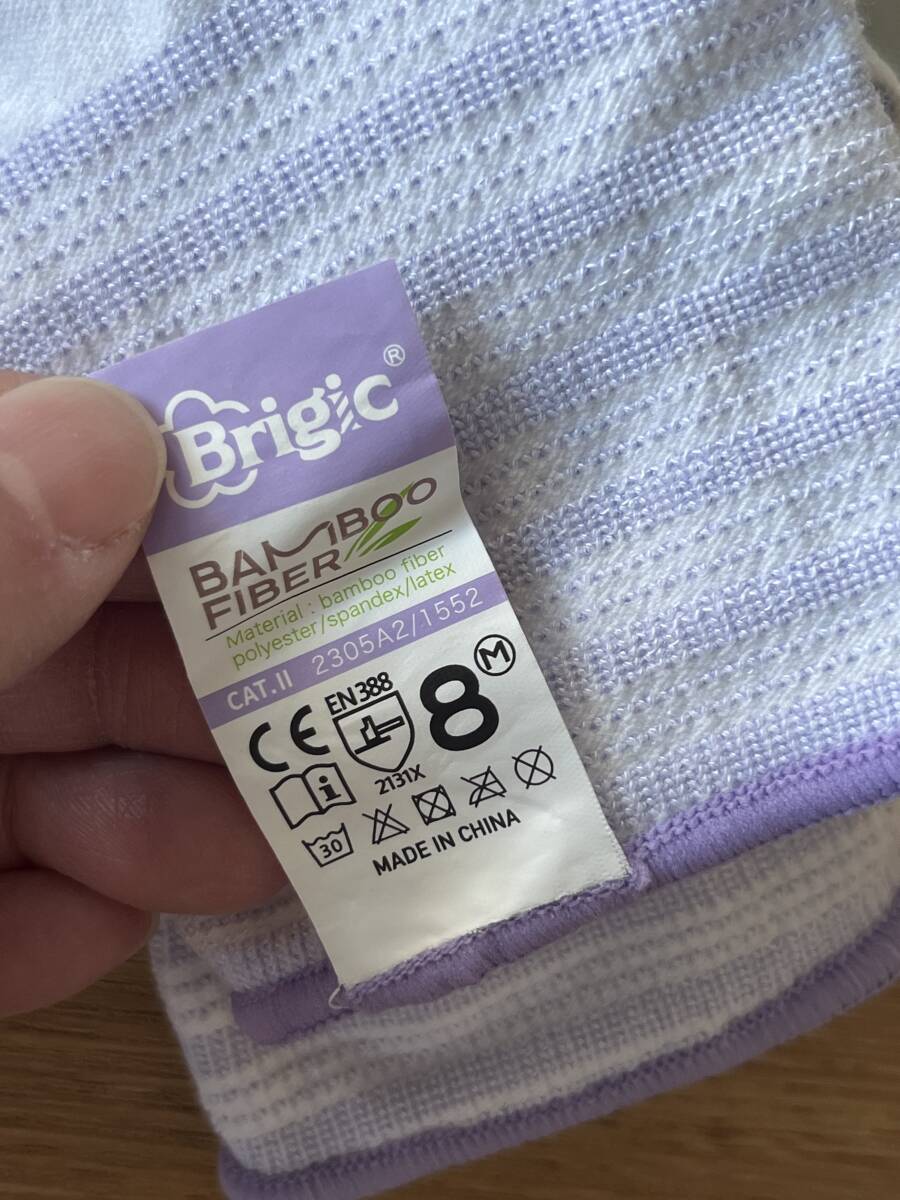 Brigic®
BAMBOO
FIBER
Material : bamboo fiber
polyester/spandex/latex
CAT.II 2305A2/1552
CE EN388 8 M
i 2131X
30
MADE IN CHINA